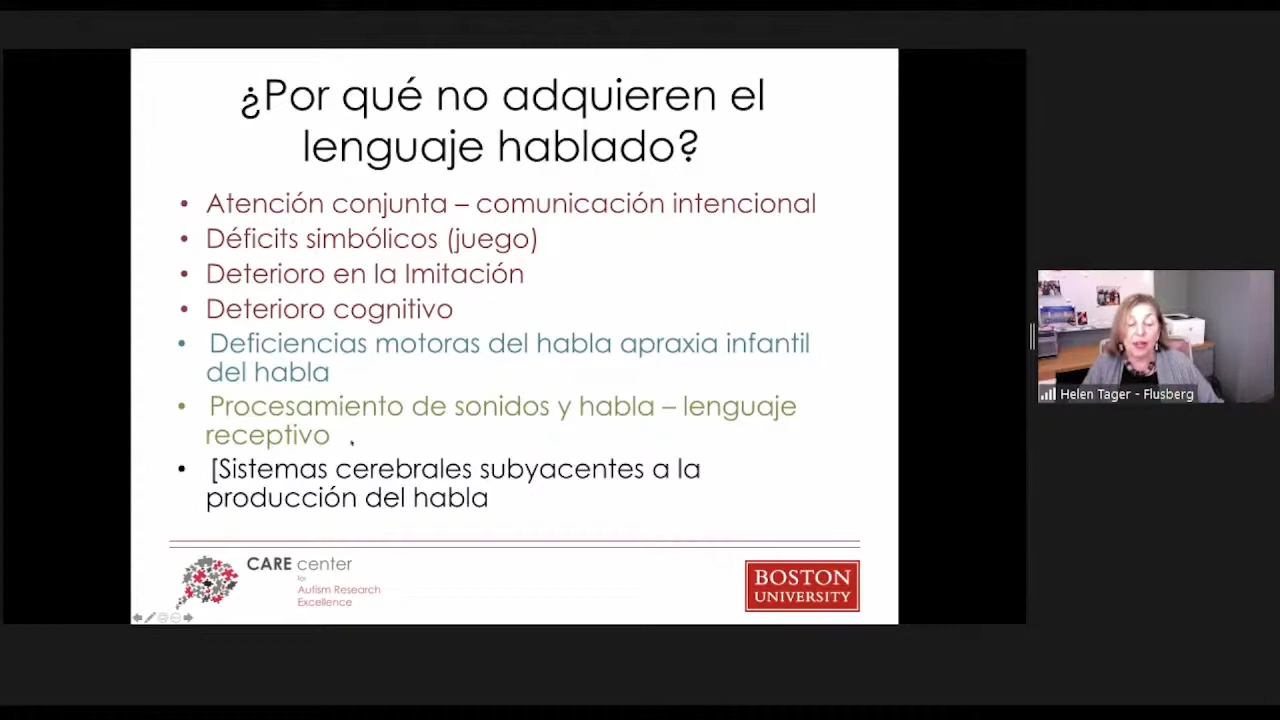 ¿Por qué no adquieren el
lenguaje hablado?
• Atención conjunta – comunicación intencional
• Déficits simbólicos (juego)
• Deterioro en la Imitación
• Deterioro cognitivo
• Deficiencias motoras del habla apraxia infantil
del habla
• Procesamiento de sonidos y habla – lenguaje
receptivo
• [Sistemas cerebrales subyacentes a la
producción del habla
CARE center
for
Autism Research
Excellence
BOSTON
UNIVERSITY
Helen Tager - Flusberg